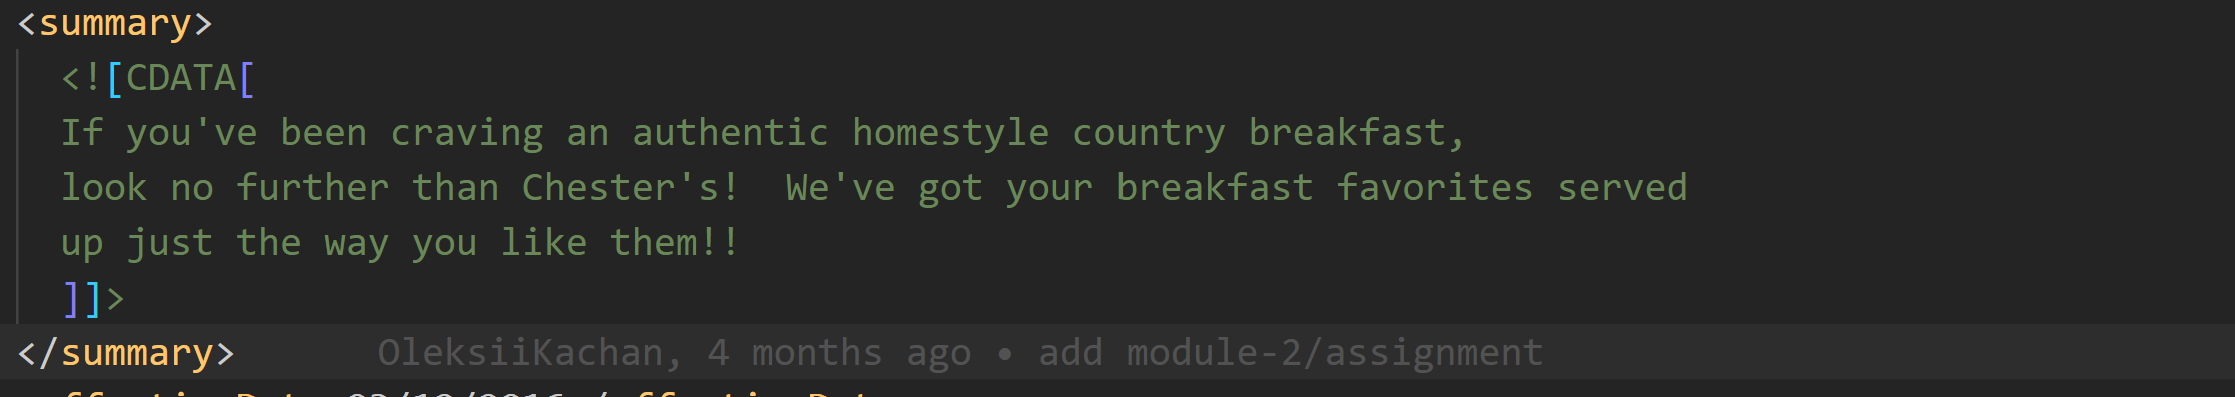 <summary>
<![CDATA[
If you've been craving an authentic homestyle country breakfast,
look no further than Chester's!  We've got your breakfast favorites served
up just the way you like them!!
]]>
</summary> OleksiiKachan, 4 months ago • add module-2/assignment